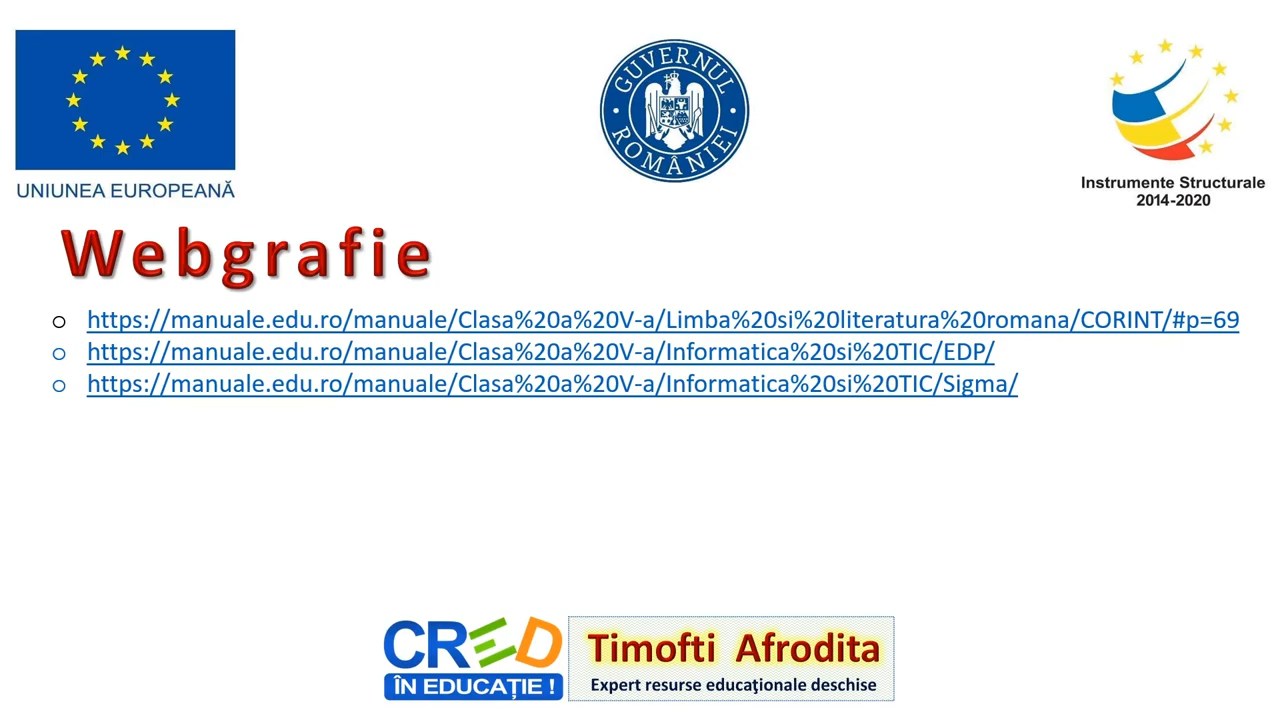 UNIUNEA EUROPEANĂ
GUVERNUL ROMÂNIEI
Instrumente Structurale
2014-2020
Webgrafie
https://manuale.edu.ro/manuale/Clasa%20a%20V-a/Limba%20si%20literatura%20romana/CORINT/#p=69
https://manuale.edu.ro/manuale/Clasa%20a%20V-a/Informatica%20si%20TIC/EDP/
https://manuale.edu.ro/manuale/Clasa%20a%20V-a/Informatica%20si%20TIC/Sigma/
CRED
ÎN EDUCAȚIE !
Timofti Afrodita
Expert resurse educaţionale deschise